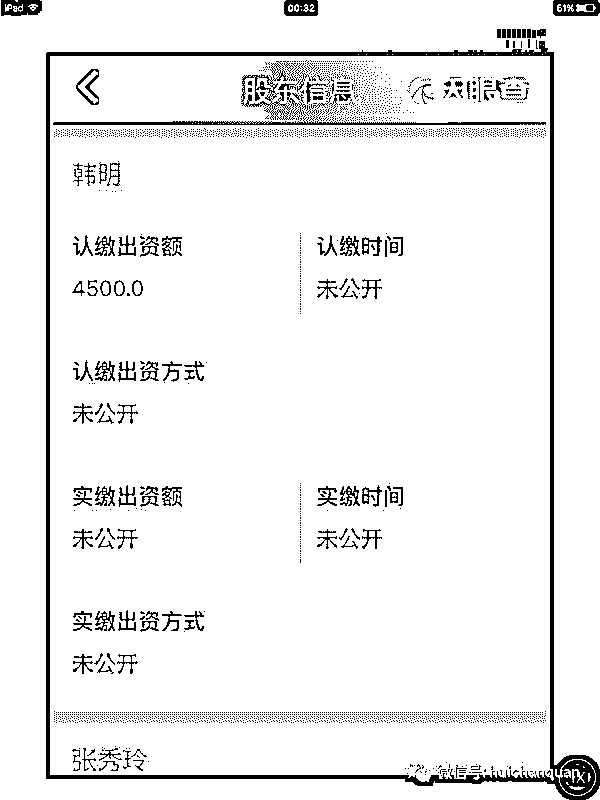 iPad 00:32 61%
股东信息 天眼查
韩明
认缴出资额 认缴时间
4500.0 未公开
认缴出资方式
未公开
实缴出资额 实缴时间
未公开 未公开
实缴出资方式
未公开
张秀玲
微信号: huichenquan